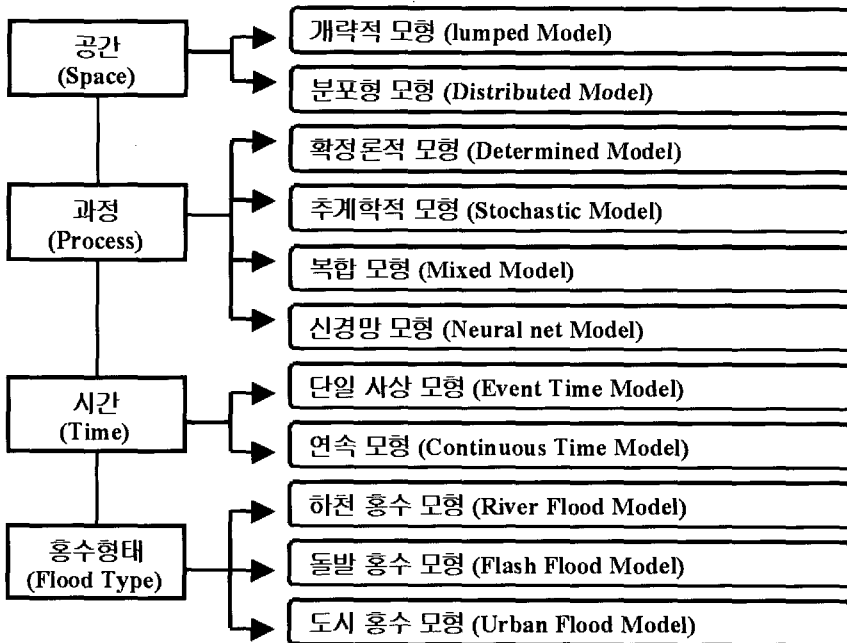 공간
(Space)
개략적 모형 (lumped Model)
분포형 모형 (Distributed Model)
과정
(Process)
확정론적 모형 (Determined Model)
추계학적 모형 (Stochastic Model)
복합 모형 (Mixed Model)
신경망 모형 (Neural net Model)
시간
(Time)
단일 사상 모형 (Event Time Model)
연속 모형 (Continuous Time Model)
홍수형태
(Flood Type)
하천 홍수 모형 (River Flood Model)
돌발 홍수 모형 (Flash Flood Model)
도시 홍수 모형 (Urban Flood Model)